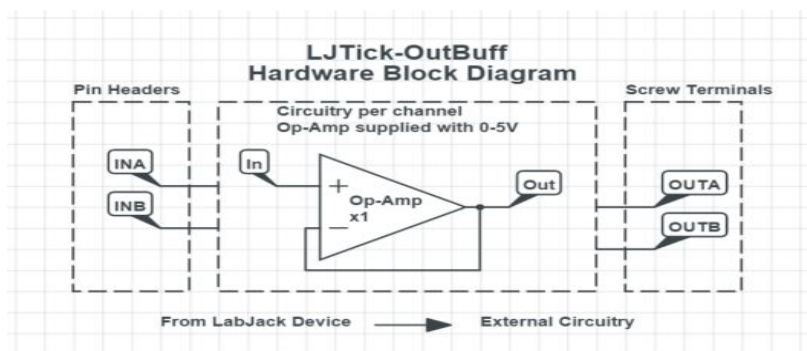 LJTick-OutBuff
Hardware Block Diagram
Pin Headers
Screw Terminals
Circuitry per channel
Op-Amp supplied with 0-5V
INA
INB
In
+
Op-Amp
x1
−
Out
OUTA
OUTB
From LabJack Device
External Circuitry